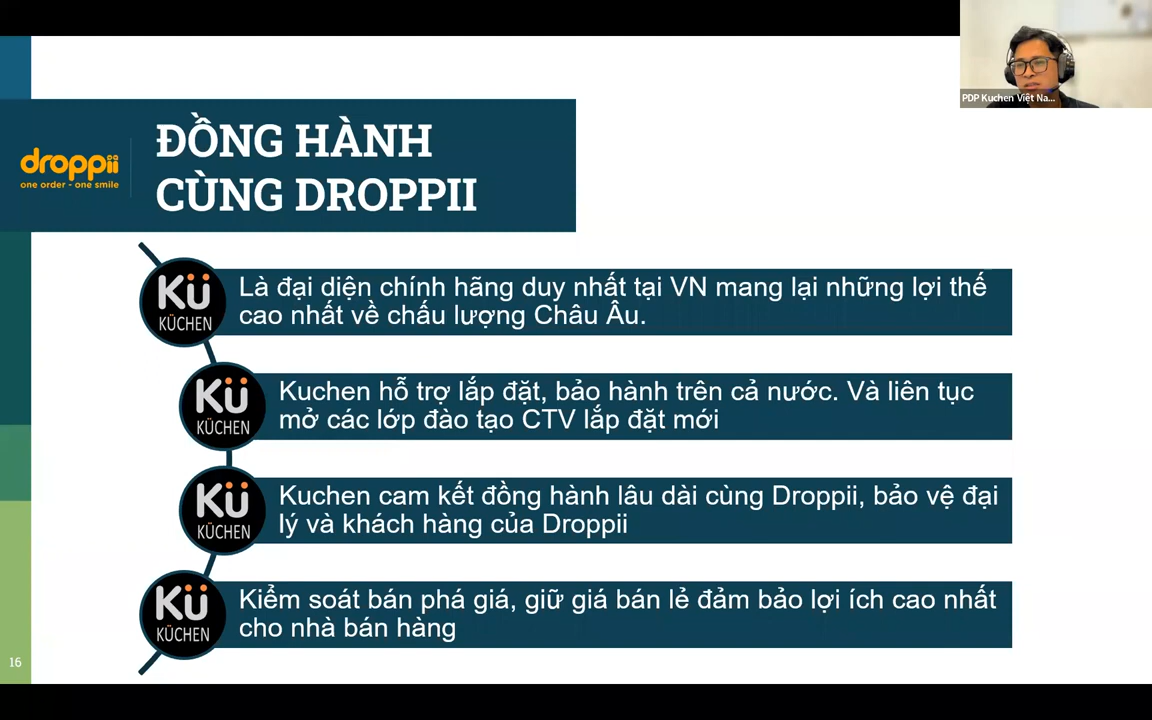 PDP Kuchen Việt Na...
droppii
one order - one smile
ĐỒNG HÀNH
CÙNG DROPPII
Kü
KÜCHEN
Là đại diện chính hãng duy nhất tại VN mang lại những lợi thế
cao nhất về chấu lượng Châu Âu.
Kü
KÜCHEN
Kuchen hỗ trợ lắp đặt, bảo hành trên cả nước. Và liên tục
mở các lớp đào tạo CTV lắp đặt mới
Kü
KÜCHEN
Kuchen cam kết đồng hành lâu dài cùng Droppii, bảo vệ đại
lý và khách hàng của Droppii
Kü
KÜCHEN
Kiểm soát bán phá giá, giữ giá bán lẻ đảm bảo lợi ích cao nhất
cho nhà bán hàng
16